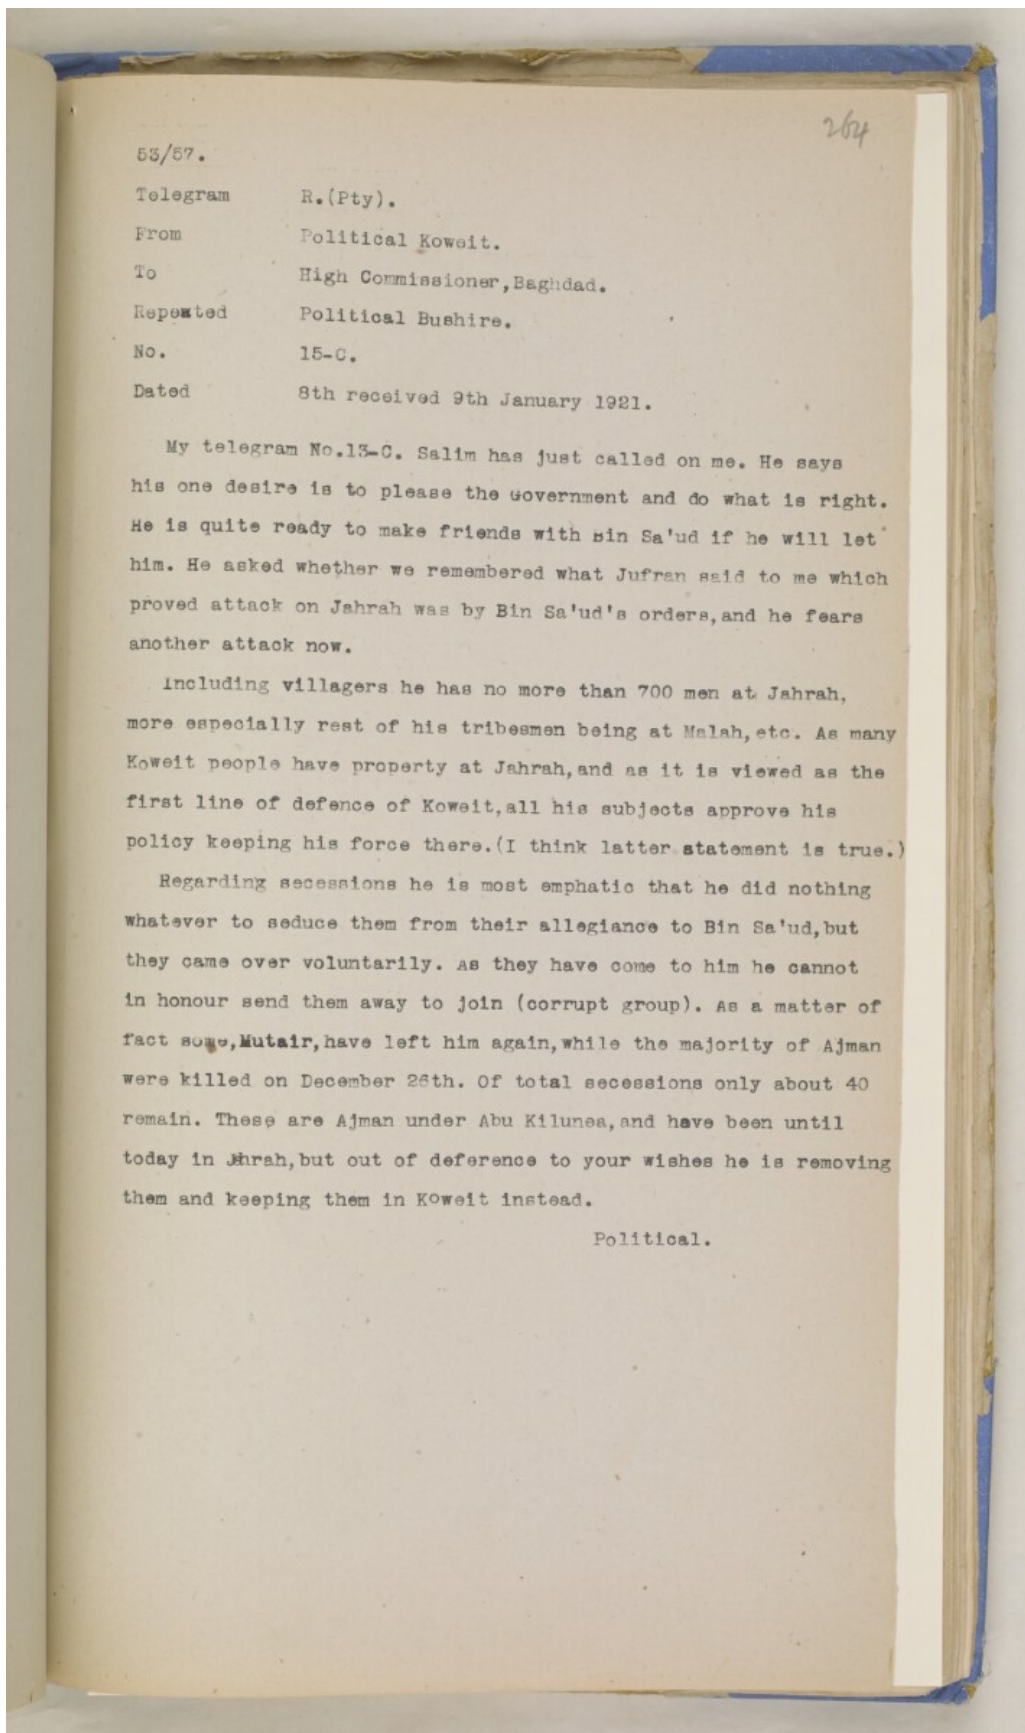 264
53/57.
Telegram R.(Pty).
From Political Koweit.
To High Commissioner,Baghdad.
Repeated Political Bushire.
No. 15-C.
Dated 8th received 9th January 1921.
My telegram No.13-C. Salim has just called on me. He says
his one desire is to please the Government and do what is right.
He is quite ready to make friends with Bin Sa'ud if he will let
him. He asked whether we remembered what Jufran said to me which
proved attack on Jahrah was by Bin Sa'ud's orders,and he fears
another attack now.
Including villagers he has no more than 700 men at Jahrah,
more especially rest of his tribesmen being at Malah,etc. As many
Koweit people have property at Jahrah,and as it is viewed as the
first line of defence of Koweit,all his subjects approve his
policy keeping his force there.(I think latter statement is true.)
Regarding secessions he is most emphatic that he did nothing
whatever to seduce them from their allegiance to Bin Sa'ud,but
they came over voluntarily. As they have come to him he cannot
in honour send them away to join (corrupt group). As a matter of
fact some,Mutair,have left him again,while the majority of Ajman
were killed on December 26th. Of total secessions only about 40
remain. These are Ajman under Abu Kilunea,and have been until
today in Jahrah,but out of deference to your wishes he is removing
them and keeping them in Koweit instead.
Political.